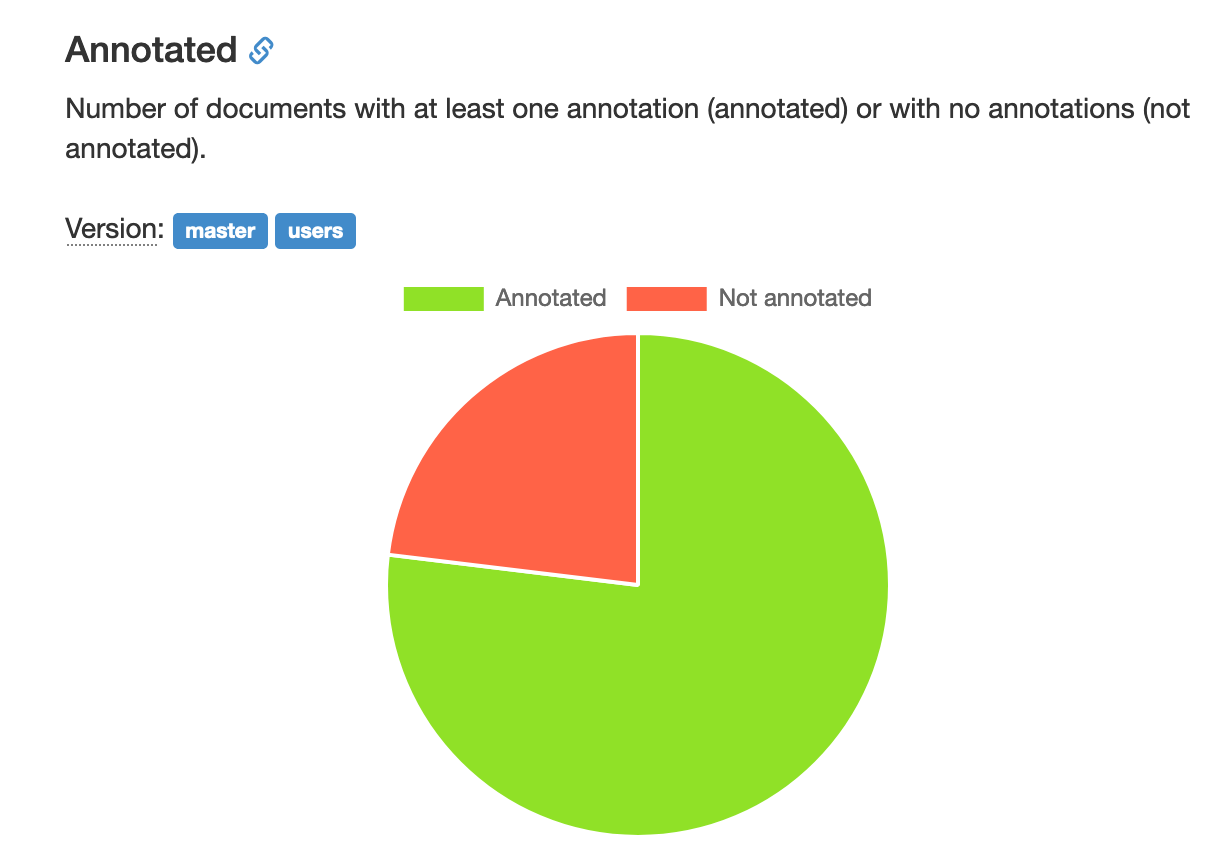 Annotated
Number of documents with at least one annotation (annotated) or with no annotations (not
annotated).
Version: master users
Annotated Not annotated